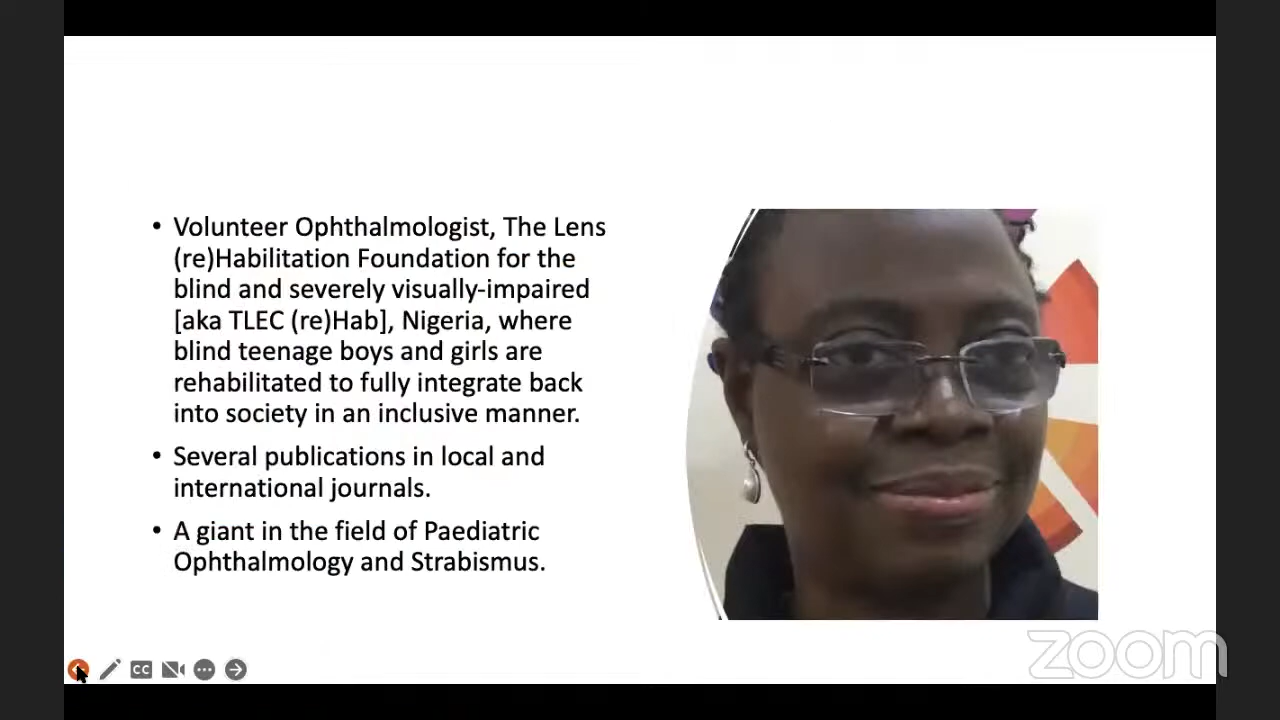 • Volunteer Ophthalmologist, The Lens
(re)Habilitation Foundation for the
blind and severely visually-impaired
[aka TLEC (re)Hab], Nigeria, where
blind teenage boys and girls are
rehabilitated to fully integrate back
into society in an inclusive manner.
• Several publications in local and
international journals.
• A giant in the field of Paediatric
Ophthalmology and Strabismus.
CC
zoom